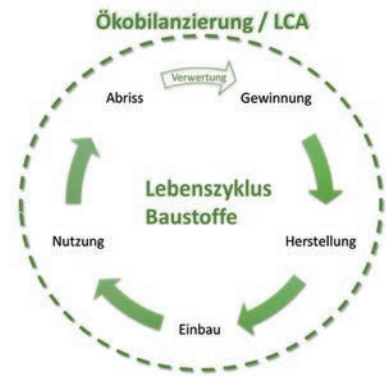 Ökobilanzierung / LCA
Verwertung
Abriss
Gewinnung
Lebenszyklus
Baustoffe
Nutzung
Herstellung
Einbau